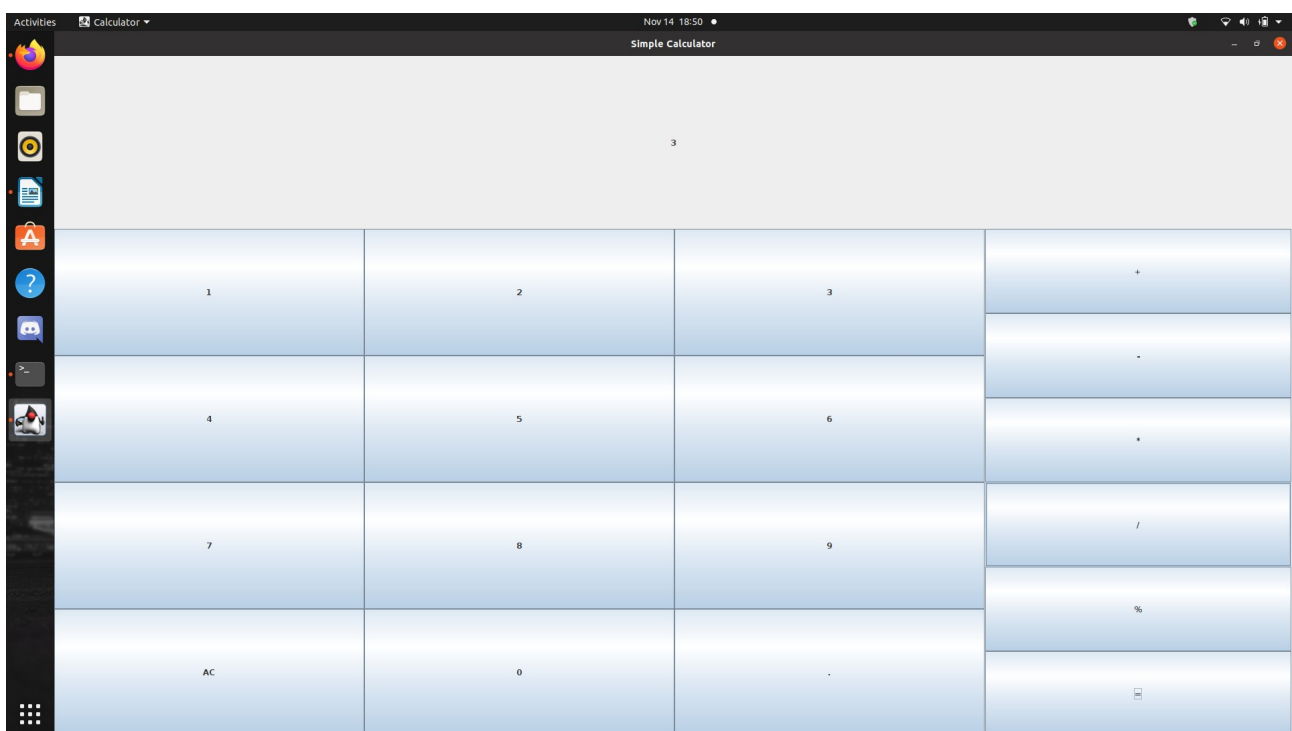 Activities Calculator Nov 14 18:50
Simple Calculator
3
1 2 3 +
-
4 5 6 *
7 8 9 /
%
AC 0 . =